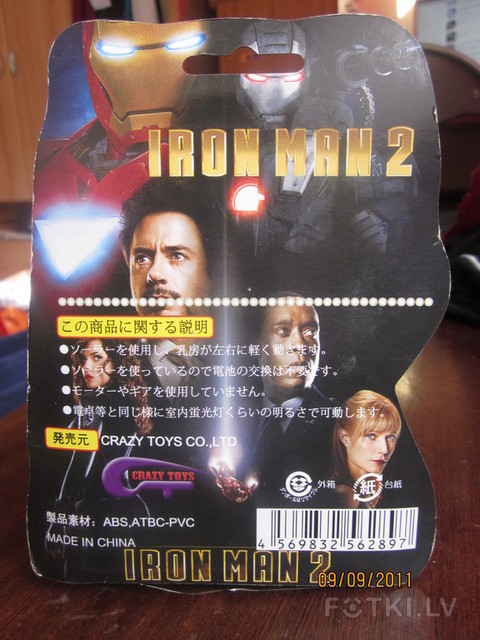 IRON MAN 2
この商品に関する説明
●ソーラーを使用し、乳房が左右に軽く動きます。
●ソーラーを使っているので電池の交換は不要です。
●モーターやギアを使用していません。
●電卓等と同じ様に室内蛍光灯くらいの明るさで可動します。
発売元 CRAZY TOYS CO.,LTD
CRAZY TOYS
外箱 紙 台紙
製品素材：ABS,ATBC-PVC
MADE IN CHINA
4 569832 562897
IRON MAN 2
09/09/2011
FOTKI.LV